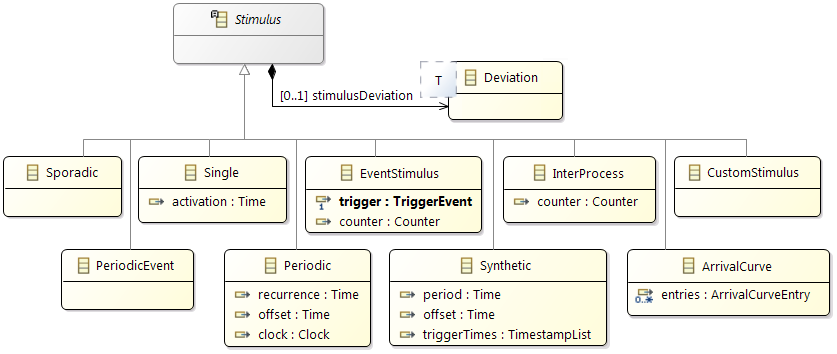 Stimulus
T
Deviation
[0..1] stimulusDeviation
Sporadic
Single
activation : Time
EventStimulus
1
trigger : TriggerEvent
counter : Counter
InterProcess
counter : Counter
CustomStimulus
PeriodicEvent
Periodic
recurrence : Time
offset : Time
clock : Clock
Synthetic
period : Time
offset : Time
triggerTimes : TimestampList
ArrivalCurve
0..*
entries : ArrivalCurveEntry